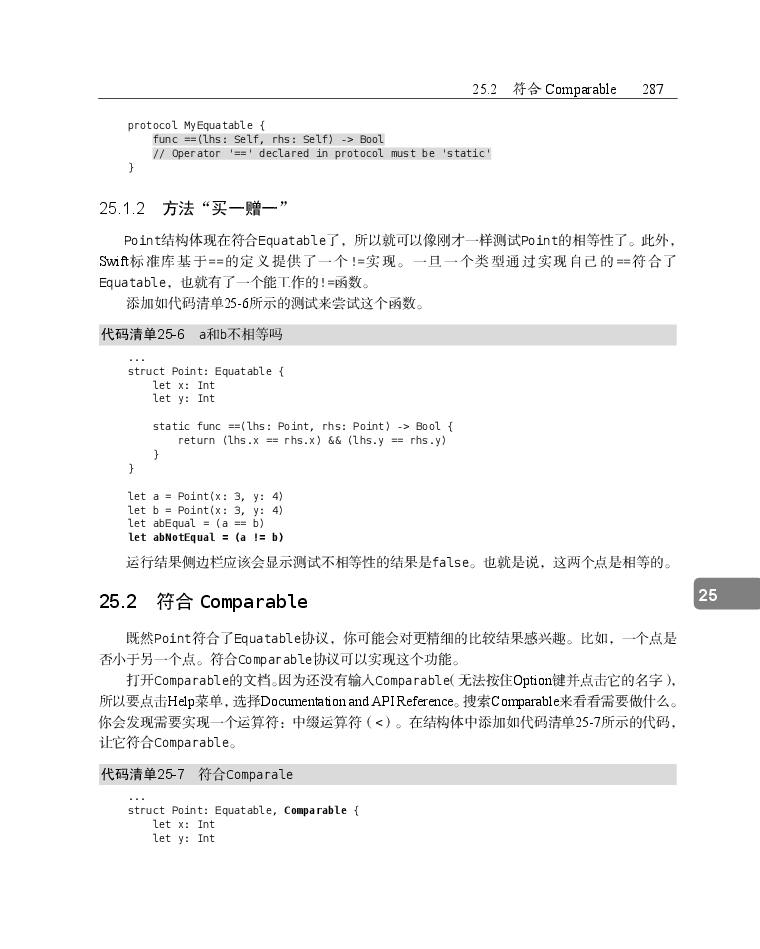 25.2 符合 Comparable 287
protocol MyEquatable {
    func ==(lhs: Self, rhs: Self) -> Bool
    // Operator '==' declared in protocol must be 'static'
}
25.1.2 方法“买一赠一”
Point结构体现在符合Equatable了，所以就可以像刚才一样测试Point的相等性了。此外，
Swift标准库基于==的定义提供了一个!=实现。一旦一个类型通过实现自己的==符合了
Equatable，也就有了一个能工作的!=函数。
添加如代码清单25-6所示的测试来尝试这个函数。
代码清单25-6 a和b不相等吗
...
struct Point: Equatable {
    let x: Int
    let y: Int
    static func ==(lhs: Point, rhs: Point) -> Bool {
        return (lhs.x == rhs.x) && (lhs.y == rhs.y)
    }
}
let a = Point(x: 3, y: 4)
let b = Point(x: 3, y: 4)
let abEqual = (a == b)
let abNotEqual = (a != b)
运行结果侧边栏应该会显示测试不相等性的结果是false。也就是说，这两个点是相等的。
25.2 符合 Comparable
25
既然Point符合了Equatable协议，你可能会对更精细的比较结果感兴趣。比如，一个点是
否小于另一个点。符合Comparable协议可以实现这个功能。
打开Comparable的文档。因为还没有输入Comparable（无法按住Option键并点击它的名字），
所以要点击Help菜单，选择Documentation and API Reference。搜索Comparable来看看需要做什么。
你会发现需要实现一个运算符：中缀运算符（<）。在结构体中添加如代码清单25-7所示的代码，
让它符合Comparable。
代码清单25-7 符合Comparale
...
struct Point: Equatable, Comparable {
    let x: Int
    let y: Int